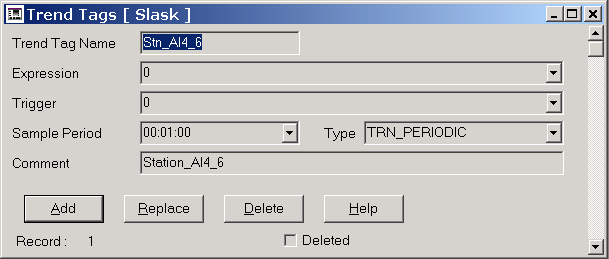 Trend Tags [ Slask ]
Trend Tag Name Stn_AI4_6
Expression 0
Trigger 0
Sample Period 00:01:00 Type TRN_PERIODIC
Comment Station_AI4_6
Add Replace Delete Help
Record : 1 Deleted